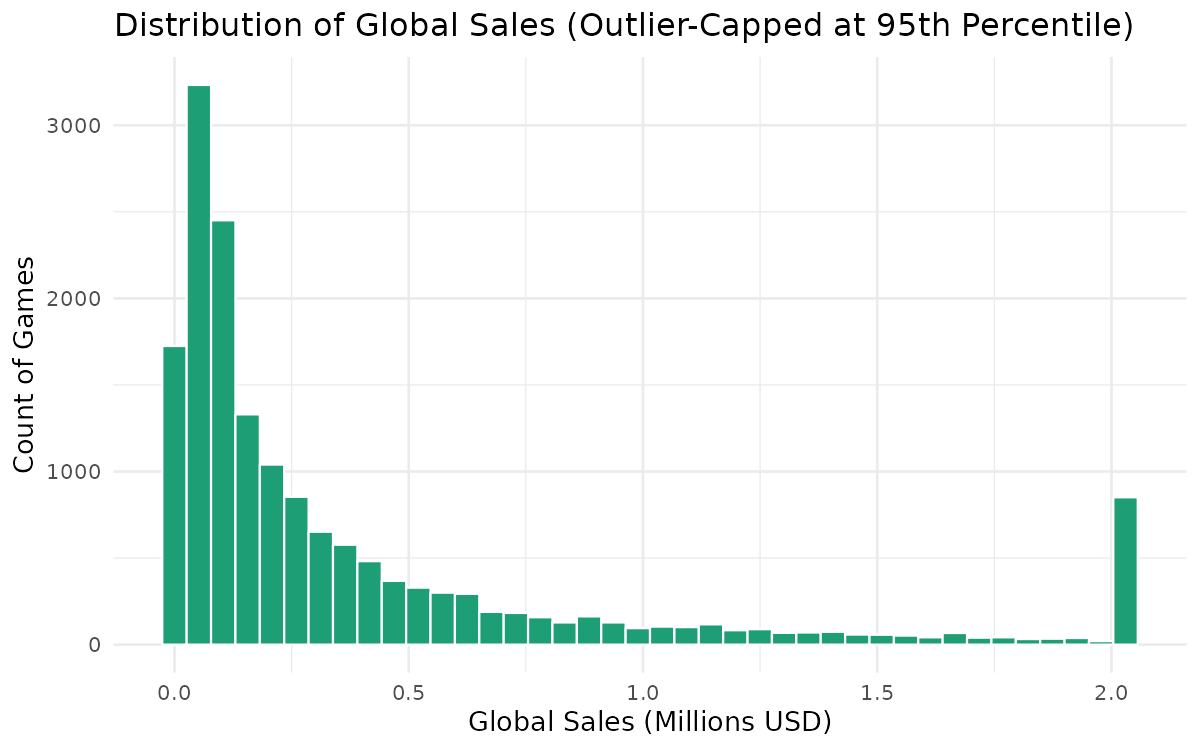 Distribution of Global Sales (Outlier-Capped at 95th Percentile)
Count of Games
3000
2000
1000
0
0.0 0.5 1.0 1.5 2.0
Global Sales (Millions USD)